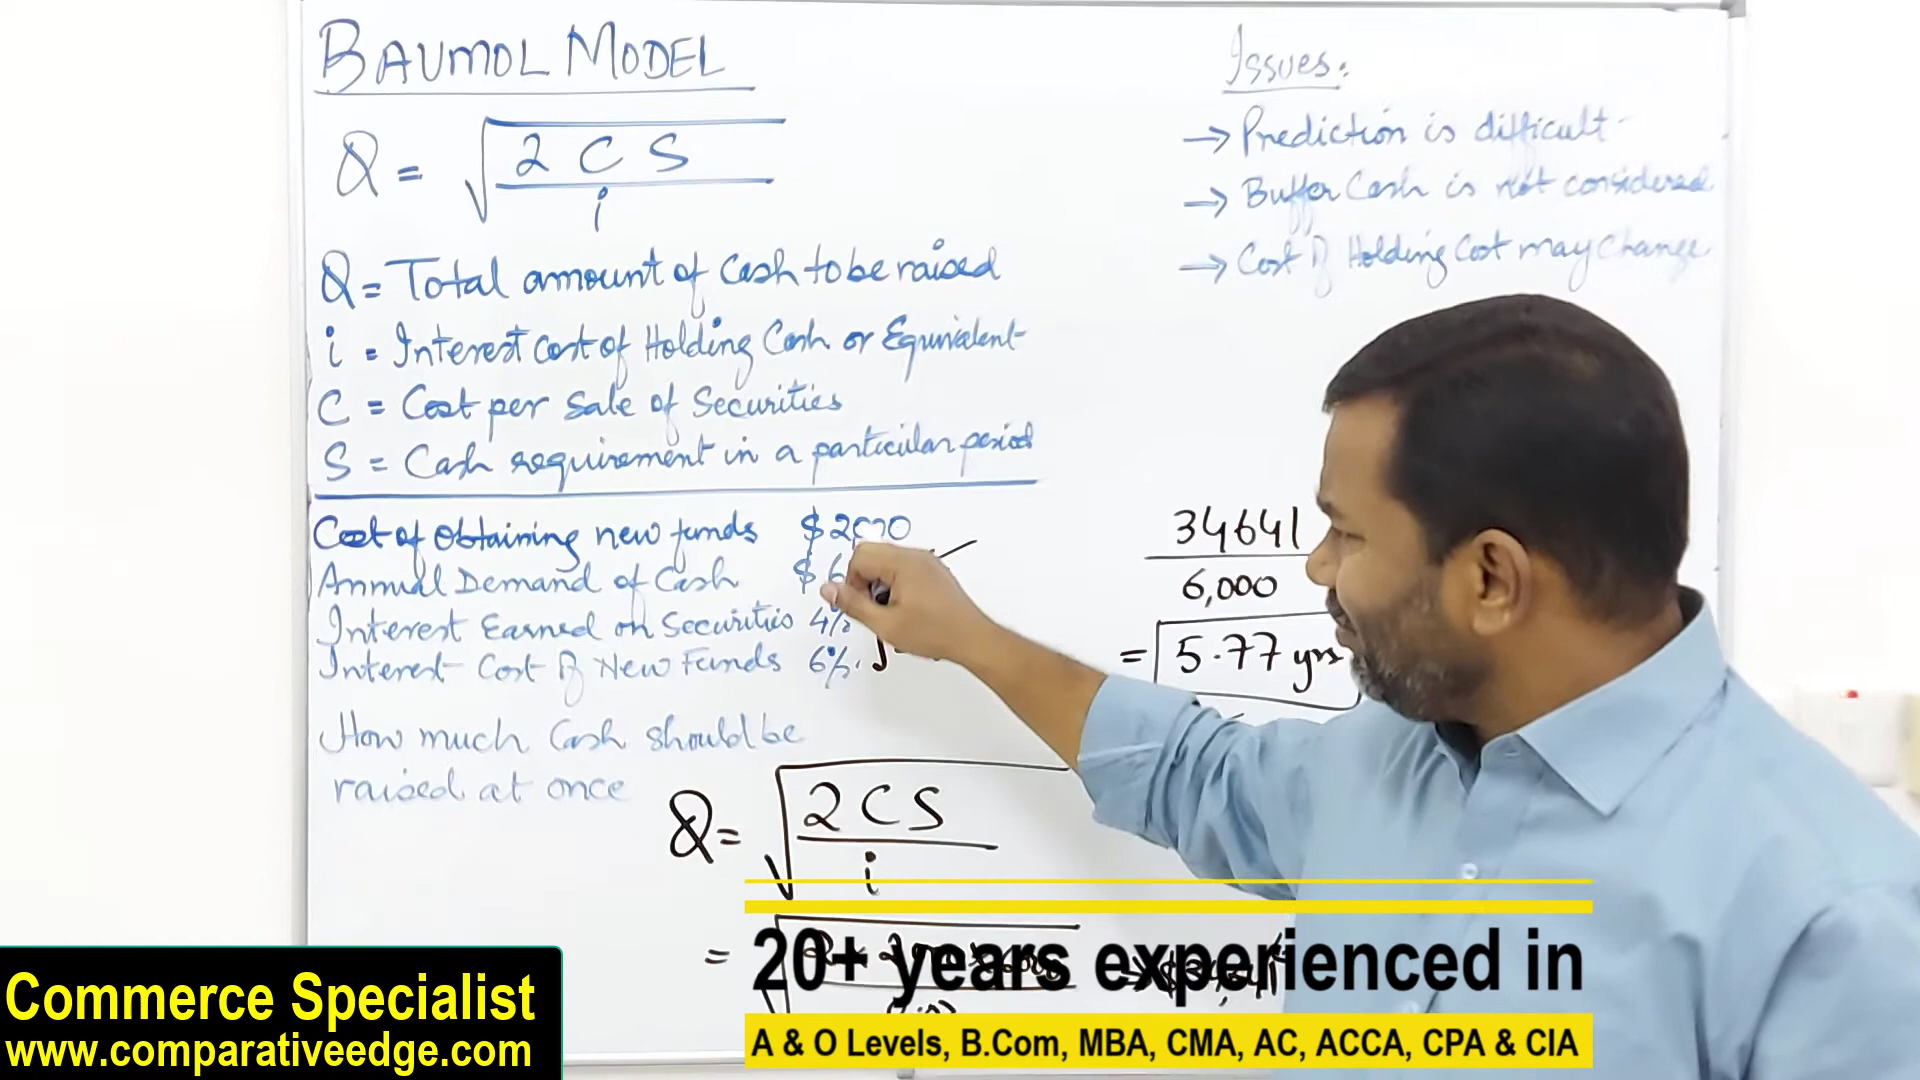 BAUMOL MODEL
Q = √ 2 C S
i
Q = Total amount of Cash to be raised
i = Interest cost of Holding Cash or Equivalent
C = Cost per sale of Securities
S = Cash requirement in a particular period
Cost of obtaining new funds $2000
Annual Demand of Cash $6
Interest Earned on Securities 4%
Interest Cost of New Funds 6%.
How much Cash should be
raised at once
Q = √ 2 C S
i
=
Issues:
→ Prediction is difficult
→ Buffer Cash is not considered
→ Cost of Holding Cost may change
34641
6,000
= 5.77 yrs
20+ years experienced in
A & O Levels, B.Com, MBA, CMA, AC, ACCA, CPA & CIA
Commerce Specialist
www.comparativeedge.com